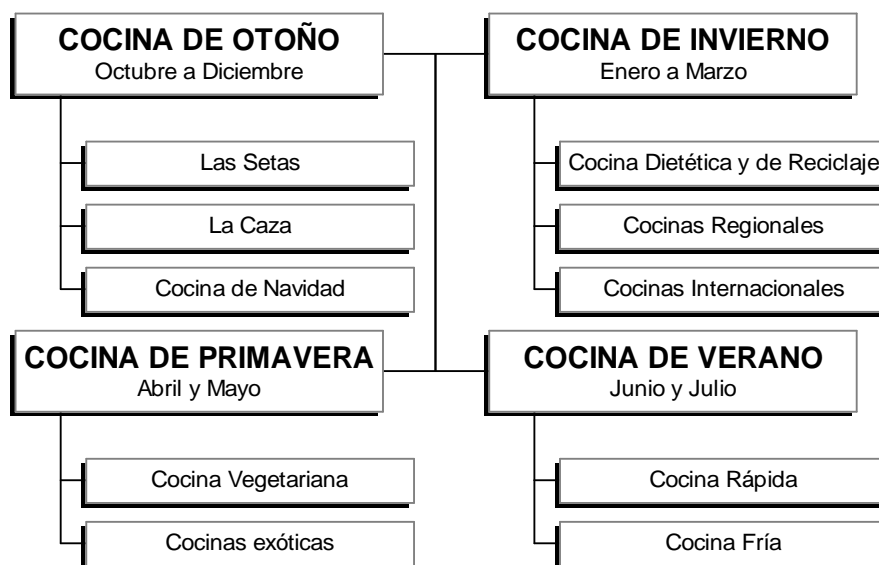 COCINA DE OTOÑO
Octubre a Diciembre
Las Setas
La Caza
Cocina de Navidad
COCINA DE INVIERNO
Enero a Marzo
Cocina Dietética y de Reciclaje
Cocinas Regionales
Cocinas Internacionales
COCINA DE PRIMAVERA
Abril y Mayo
Cocina Vegetariana
Cocinas exóticas
COCINA DE VERANO
Junio y Julio
Cocina Rápida
Cocina Fría